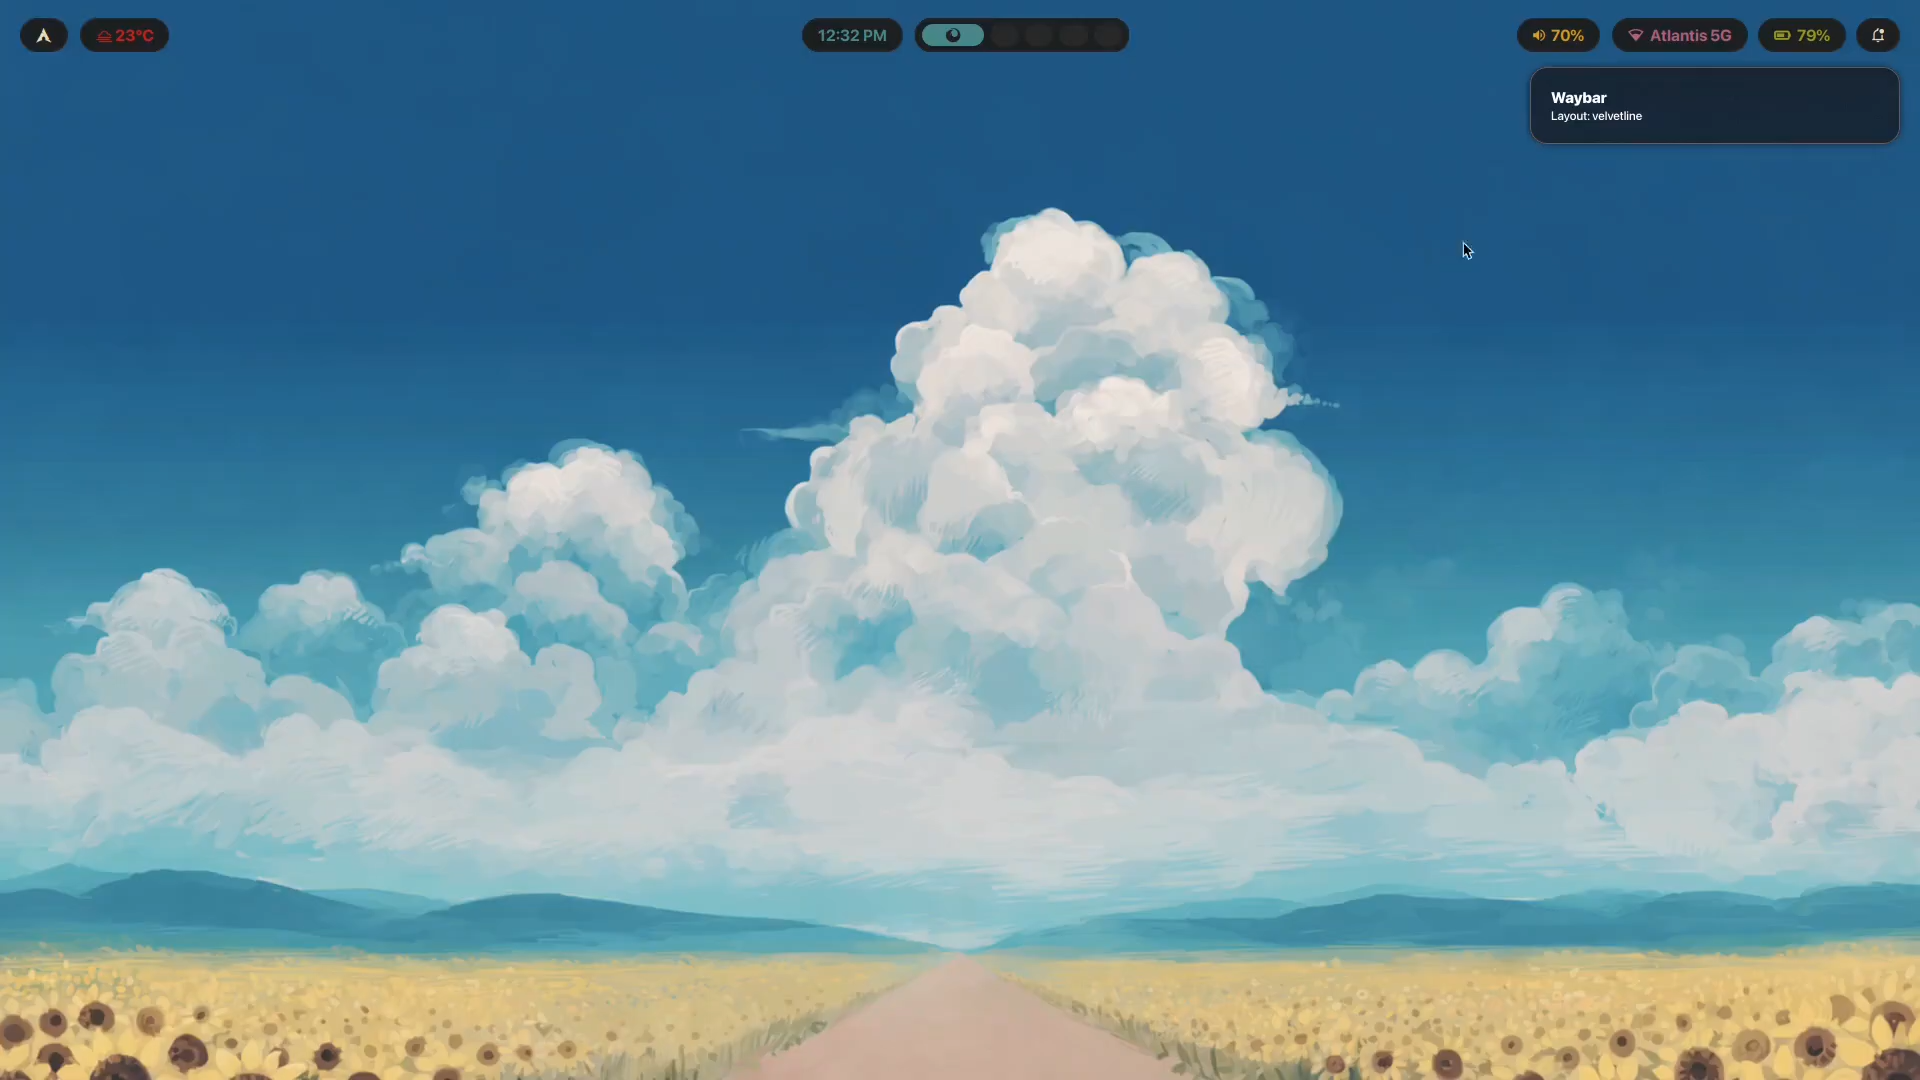 23°C
12:32 PM
70%
Atlantis 5G
79%
Waybar
Layout: velvetline